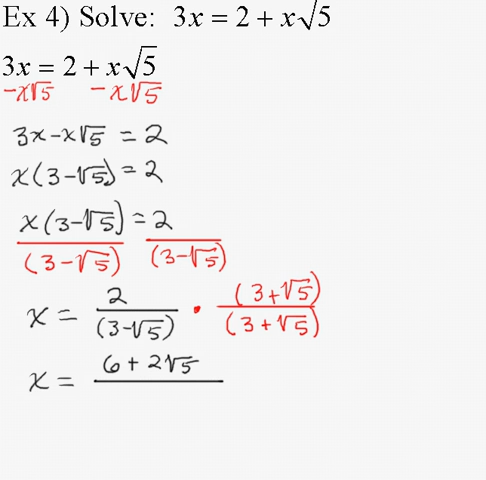 Ex 4) Solve: 3x = 2 + x√5
3x = 2 + x√5
-x√5 -x√5
3x - x√5 = 2
x(3-√5) = 2
x(3-√5) = 2
(3-√5) (3-√5)
x = 2/(3-√5) · (3+√5)/(3+√5)
x = 6 + 2√5